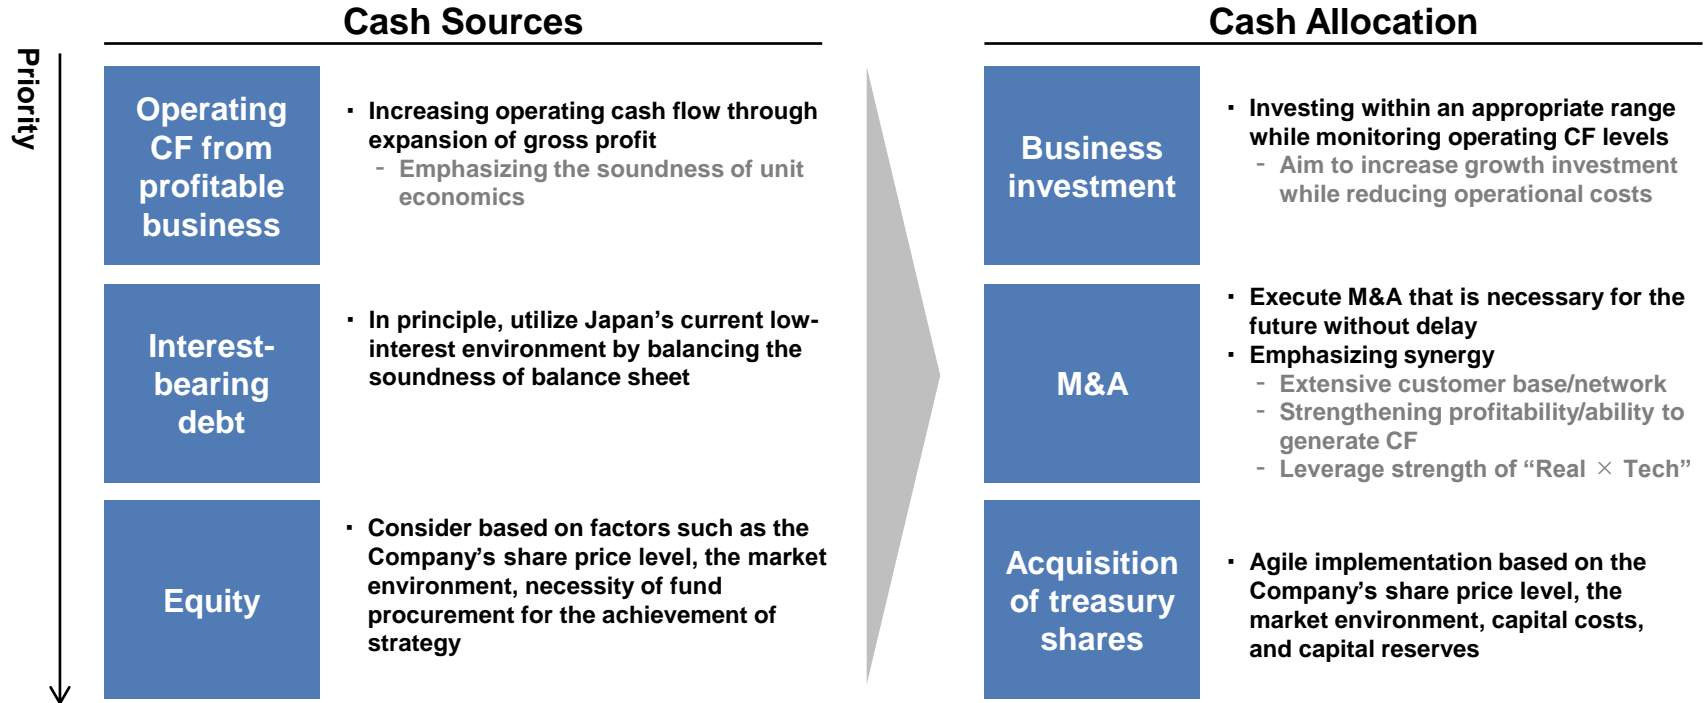 Cash Sources
Priority
Operating
CF from
profitable
business
・ Increasing operating cash flow through
expansion of gross profit
- Emphasizing the soundness of unit
economics
Interest-
bearing
debt
・ In principle, utilize Japan’s current low-
interest environment by balancing the
soundness of balance sheet
Equity
・ Consider based on factors such as the
Company’s share price level, the market
environment, necessity of fund
procurement for the achievement of
strategy
Cash Allocation
Business
investment
・ Investing within an appropriate range
while monitoring operating CF levels
- Aim to increase growth investment
while reducing operational costs
M&A
・ Execute M&A that is necessary for the
future without delay
・ Emphasizing synergy
- Extensive customer base/network
- Strengthening profitability/ability to
generate CF
- Leverage strength of “Real × Tech”
Acquisition
of treasury
shares
・ Agile implementation based on the
Company’s share price level, the
market environment, capital costs,
and capital reserves